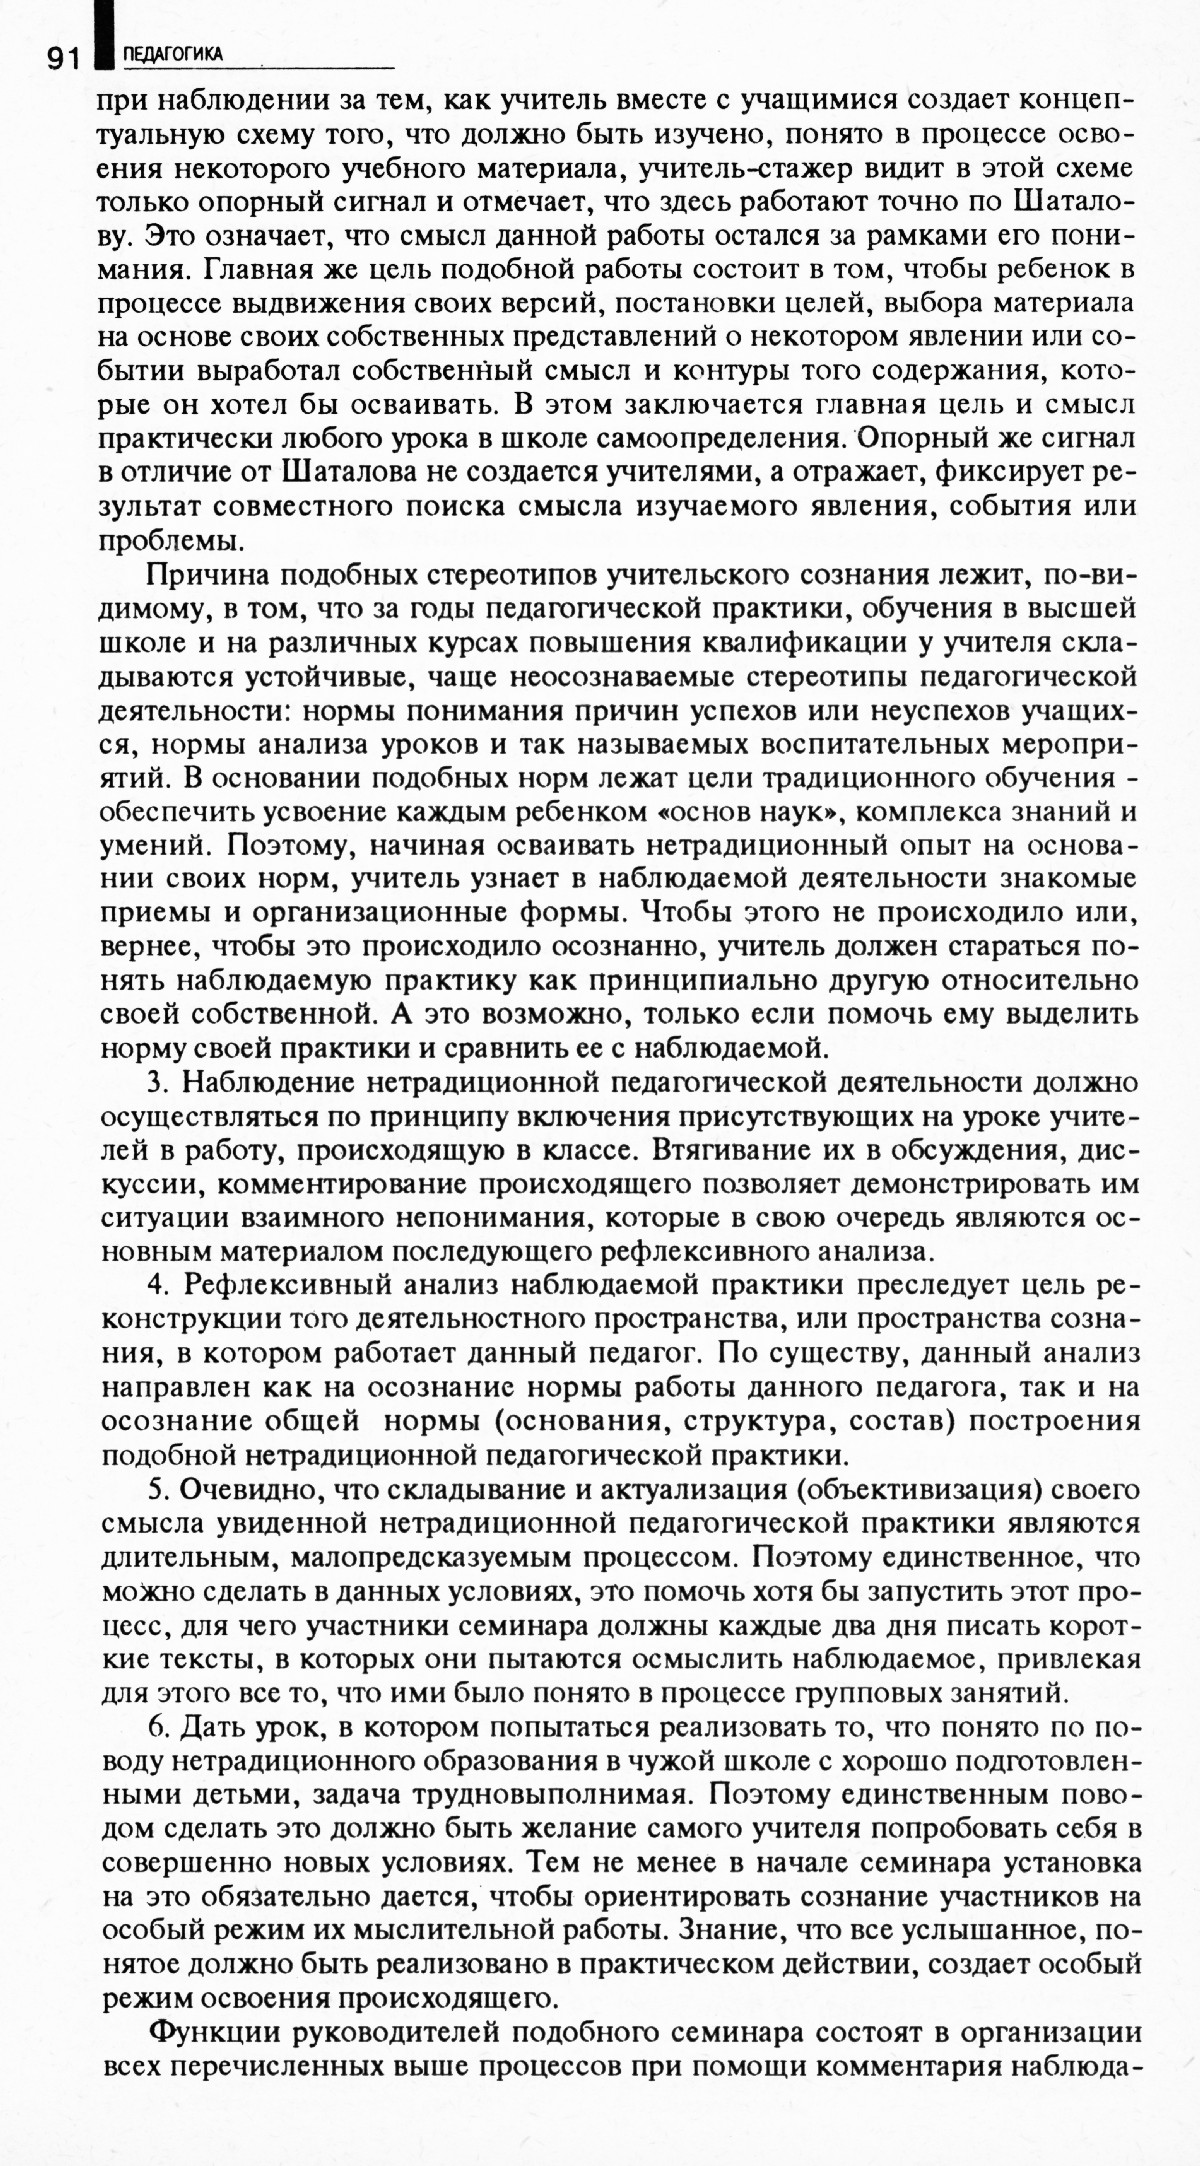 91
ПЕДАГОГИКА
при наблюдении за тем, как учитель вместе с учащимися создает концеп-
туальную схему того, что должно быть изучено, понято в процессе осво-
ения некоторого учебного материала, учитель-стажер видит в этой схеме
только опорный сигнал и отмечает, что здесь работают точно по Шатало-
ву. Это означает, что смысл данной работы остался за рамками его пони-
мания. Главная же цель подобной работы состоит в том, чтобы ребенок в
процессе выдвижения своих версий, постановки целей, выбора материала
на основе своих собственных представлений о некотором явлении или со-
бытии выработал собственный смысл и контуры того содержания, кото-
рые он хотел бы осваивать. В этом заключается главная цель и смысл
практически любого урока в школе самоопределения. Опорный же сигнал
в отличие от Шаталова не создается учителями, а отражает, фиксирует ре-
зультат совместного поиска смысла изучаемого явления, события или
проблемы.
Причина подобных стереотипов учительского сознания лежит, по-ви-
димому, в том, что за годы педагогической практики, обучения в высшей
школе и на различных курсах повышения квалификации у учителя скла-
дываются устойчивые, чаще неосознаваемые стереотипы педагогической
деятельности: нормы понимания причин успехов или неуспехов учащих-
ся, нормы анализа уроков и так называемых воспитательных меропри-
ятий. В основании подобных норм лежат цели традиционного обучения -
обеспечить усвоение каждым ребенком «основ наук», комплекса знаний и
умений. Поэтому, начиная осваивать нетрадиционный опыт на основа-
нии своих норм, учитель узнает в наблюдаемой деятельности знакомые
приемы и организационные формы. Чтобы этого не происходило или,
вернее, чтобы это происходило осознанно, учитель должен стараться по-
нять наблюдаемую практику как принципиально другую относительно
своей собственной. А это возможно, только если помочь ему выделить
норму своей практики и сравнить ее с наблюдаемой.
3. Наблюдение нетрадиционной педагогической деятельности должно
осуществляться по принципу включения присутствующих на уроке учите-
лей в работу, происходящую в классе. Втягивание их в обсуждения, дис-
куссии, комментирование происходящего позволяет демонстрировать им
ситуации взаимного непонимания, которые в свою очередь являются ос-
новным материалом последующего рефлексивного анализа.
4. Рефлексивный анализ наблюдаемой практики преследует цель ре-
конструкции того деятельностного пространства, или пространства созна-
ния, в котором работает данный педагог. По существу, данный анализ
направлен как на осознание нормы работы данного педагога, так и на
осознание общей нормы (основания, структура, состав) построения
подобной нетрадиционной педагогической практики.
5. Очевидно, что складывание и актуализация (объективизация) своего
смысла увиденной нетрадиционной педагогической практики являются
длительным, малопредсказуемым процессом. Поэтому единственное, что
можно сделать в данных условиях, это помочь хотя бы запустить этот про-
цесс, для чего участники семинара должны каждые два дня писать корот-
кие тексты, в которых они пытаются осмыслить наблюдаемое, привлекая
для этого все то, что ими было понято в процессе групповых занятий.
6. Дать урок, в котором попытаться реализовать то, что понято по по-
воду нетрадиционного образования в чужой школе с хорошо подготовлен-
ными детьми, задача трудновыполнимая. Поэтому единственным пово-
дом сделать это должно быть желание самого учителя попробовать себя в
совершенно новых условиях. Тем не менее в начале семинара установка
на это обязательно дается, чтобы ориентировать сознание участников на
особый режим их мыслительной работы. Знание, что все услышанное, по-
нятое должно быть реализовано в практическом действии, создает особый
режим освоения происходящего.
Функции руководителей подобного семинара состоят в организации
всех перечисленных выше процессов при помощи комментария наблюда-